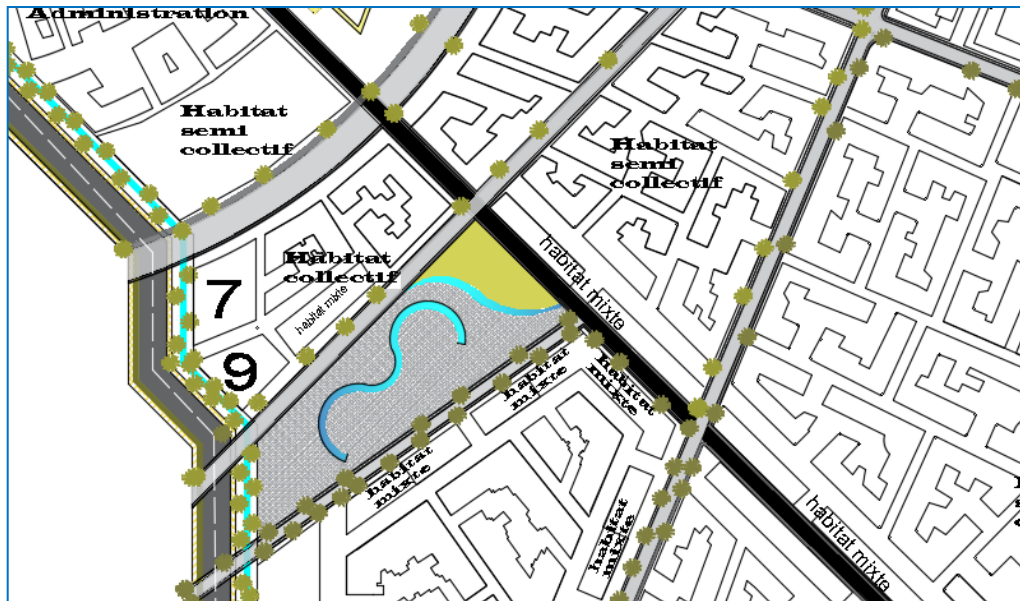 Administration
Habitat
semi
collectif
Habitat
semi
collectif
Habitat
collectif
habitat mixte
7
9
habitat mixte
habitat
mixte
habitat
mixte
habitat
mixte
habitat
mixte
habitat mixte